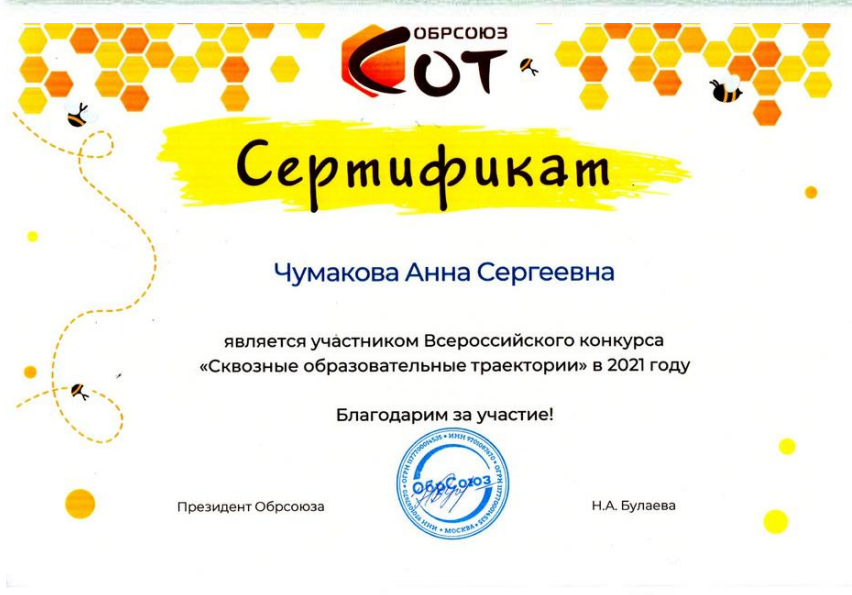 ОБРСОЮЗ
СОТ
Сертификат
Чумакова Анна Сергеевна
является участником Всероссийского конкурса
«Сквозные образовательные траектории» в 2021 году
Благодарим за участие!
ОбрСоюз
• МОСКВА •
Президент Обрсоюза
Н.А. Булаева